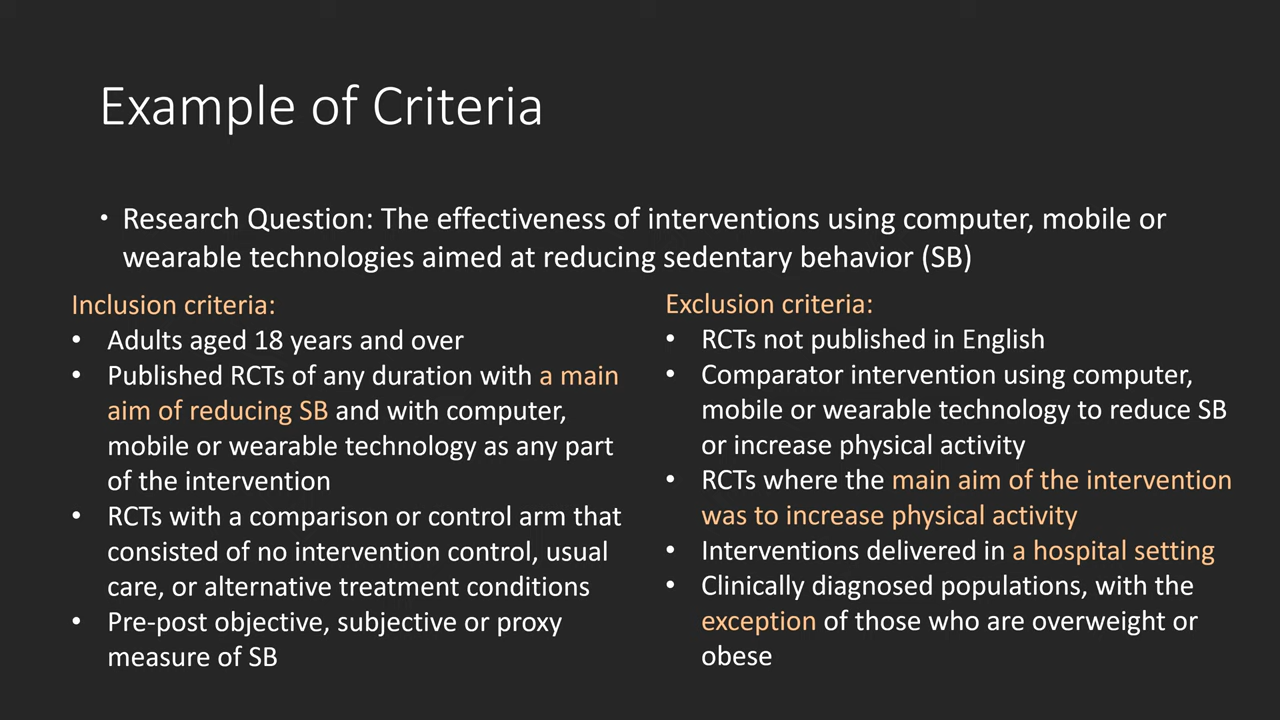 Example of Criteria
• Research Question: The effectiveness of interventions using computer, mobile or
wearable technologies aimed at reducing sedentary behavior (SB)
Inclusion criteria:
• Adults aged 18 years and over
• Published RCTs of any duration with a main
aim of reducing SB and with computer,
mobile or wearable technology as any part
of the intervention
• RCTs with a comparison or control arm that
consisted of no intervention control, usual
care, or alternative treatment conditions
• Pre-post objective, subjective or proxy
measure of SB
Exclusion criteria:
• RCTs not published in English
• Comparator intervention using computer,
mobile or wearable technology to reduce SB
or increase physical activity
• RCTs where the main aim of the intervention
was to increase physical activity
• Interventions delivered in a hospital setting
• Clinically diagnosed populations, with the
exception of those who are overweight or
obese